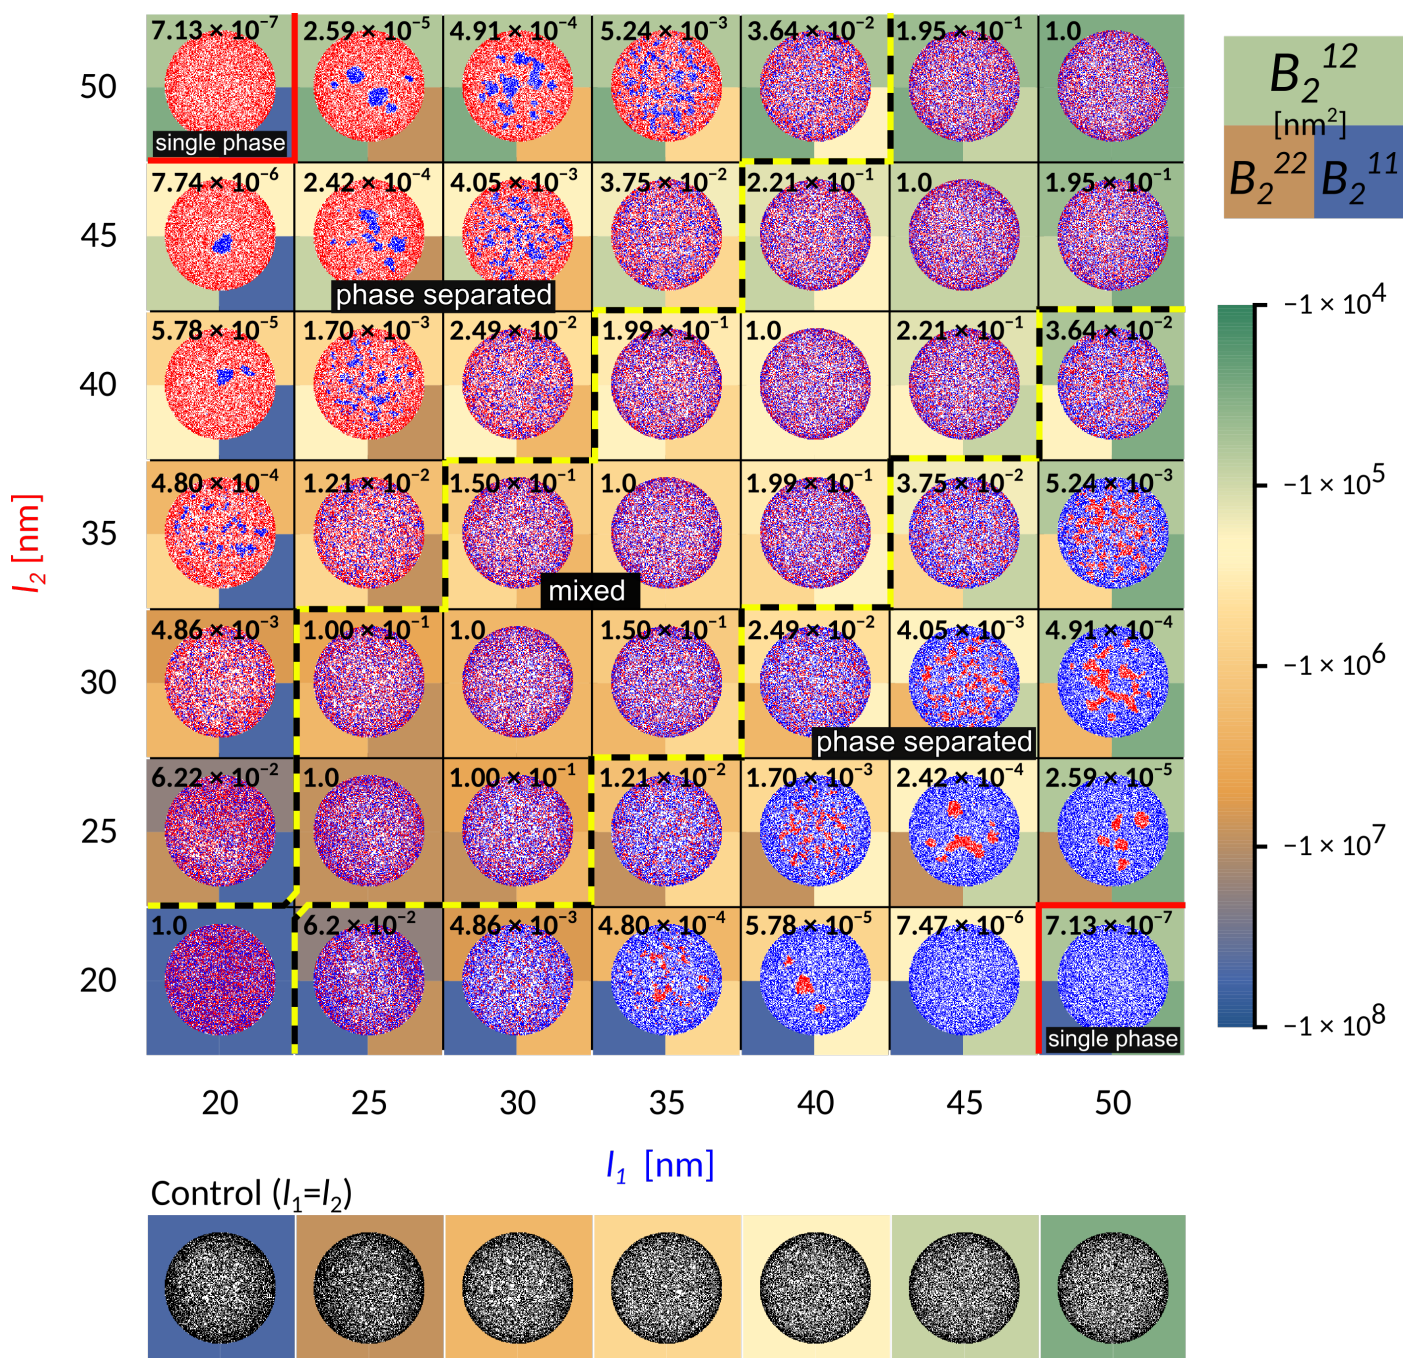 7.13 × 10⁻⁷ 2.59 × 10⁻⁵ 4.91 × 10⁻⁴ 5.24 × 10⁻³ 3.64 × 10⁻² 1.95 × 10⁻¹ 1.0
50
single phase
B₂¹²
[nm²]
B₂²² B₂¹¹
7.74 × 10⁻⁶ 2.42 × 10⁻⁴ 4.05 × 10⁻³ 3.75 × 10⁻² 2.21 × 10⁻¹ 1.0 1.95 × 10⁻¹
45
phase separated
5.78 × 10⁻⁵ 1.70 × 10⁻³ 2.49 × 10⁻² 1.99 × 10⁻¹ 1.0 2.21 × 10⁻¹ 3.64 × 10⁻²
40
4.80 × 10⁻⁴ 1.21 × 10⁻² 1.50 × 10⁻¹ 1.0 1.99 × 10⁻¹ 3.75 × 10⁻² 5.24 × 10⁻³
35
mixed
4.86 × 10⁻³ 1.00 × 10⁻¹ 1.0 1.50 × 10⁻¹ 2.49 × 10⁻² 4.05 × 10⁻³ 4.91 × 10⁻⁴
30
phase separated
6.22 × 10⁻² 1.0 1.00 × 10⁻¹ 1.21 × 10⁻² 1.70 × 10⁻³ 2.42 × 10⁻⁴ 2.59 × 10⁻⁵
25
1.0 6.2 × 10⁻² 4.86 × 10⁻³ 4.80 × 10⁻⁴ 5.78 × 10⁻⁵ 7.47 × 10⁻⁶ 7.13 × 10⁻⁷
20
single phase
l₂ [nm]
20 25 30 35 40 45 50
l₁ [nm]
−1 × 10⁴
−1 × 10⁵
−1 × 10⁶
−1 × 10⁷
−1 × 10⁸
Control (l₁=l₂)